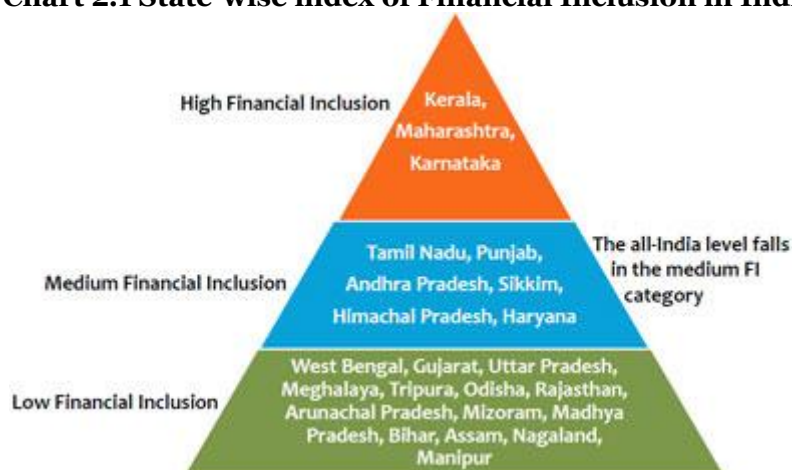 Chart 2.1 State-wise Index of Financial Inclusion in Indi
High Financial Inclusion
Kerala,
Maharashtra,
Karnataka
Medium Financial Inclusion
Tamil Nadu, Punjab,
Andhra Pradesh, Sikkim,
Himachal Pradesh, Haryana
The all-India level falls
in the medium FI
category
Low Financial Inclusion
West Bengal, Gujarat, Uttar Pradesh,
Meghalaya, Tripura, Odisha, Rajasthan,
Arunachal Pradesh, Mizoram, Madhya
Pradesh, Bihar, Assam, Nagaland,
Manipur